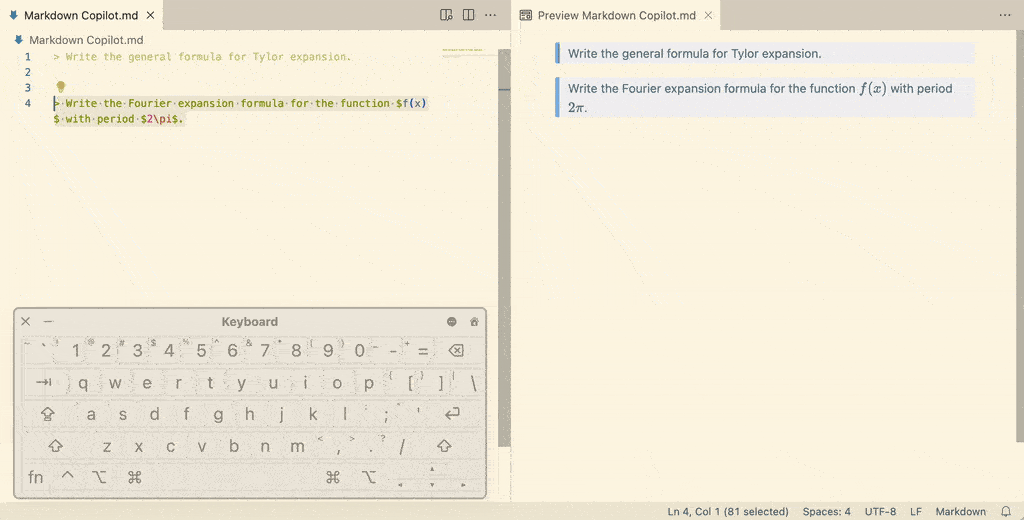 Markdown Copilot.md
Preview Markdown Copilot.md
Markdown Copilot.md
1 > Write the general formula for Tylor expansion.
2
3
4 > Write the Fourier expansion formula for the function $f(x)
$ with period $2\pi$.
Write the general formula for Tylor expansion.
Write the Fourier expansion formula for the function f(x) with period
2π.
Keyboard
~ ` ! 1 @ 2 # 3 $ 4 % 5 ^ 6 & 7 * 8 ( 9 ) 0 _ - + =
q w e r t y u i o p { [ } ] | \
a s d f g h j k l : ; " '
z x c v b n m < , > . ? /
fn ^ ⌥ ⌘ ⌘ ⌥
Ln 4, Col 1 (81 selected) Spaces: 4 UTF-8 LF Markdown